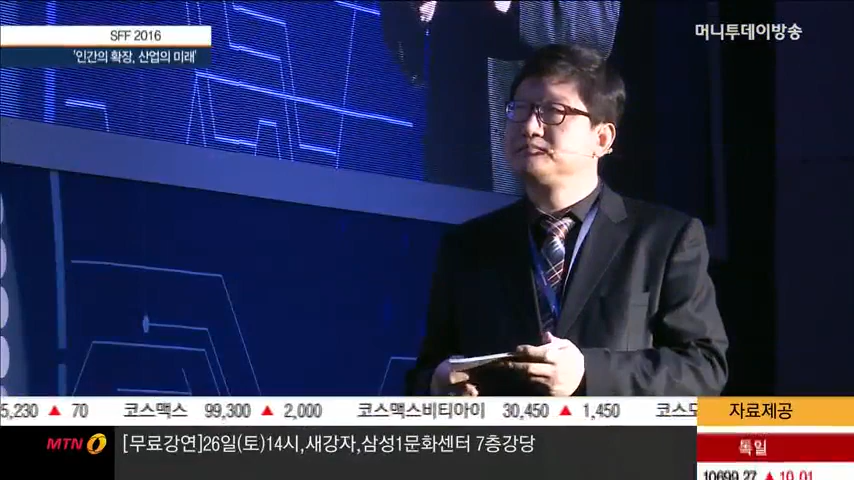 SFF 2016
'인간의 확장, 산업의 미래'
머니투데이방송
5,230 ▲ 70 코스맥스 99,300 ▲ 2,000 코스맥스비티아이 30,450 ▲ 1,450 코스모
자료제공
MTN
[무료강연]26일(토)14시,새강자,삼성1문화센터 7층강당
독일
10699.27 ▲ 10.01